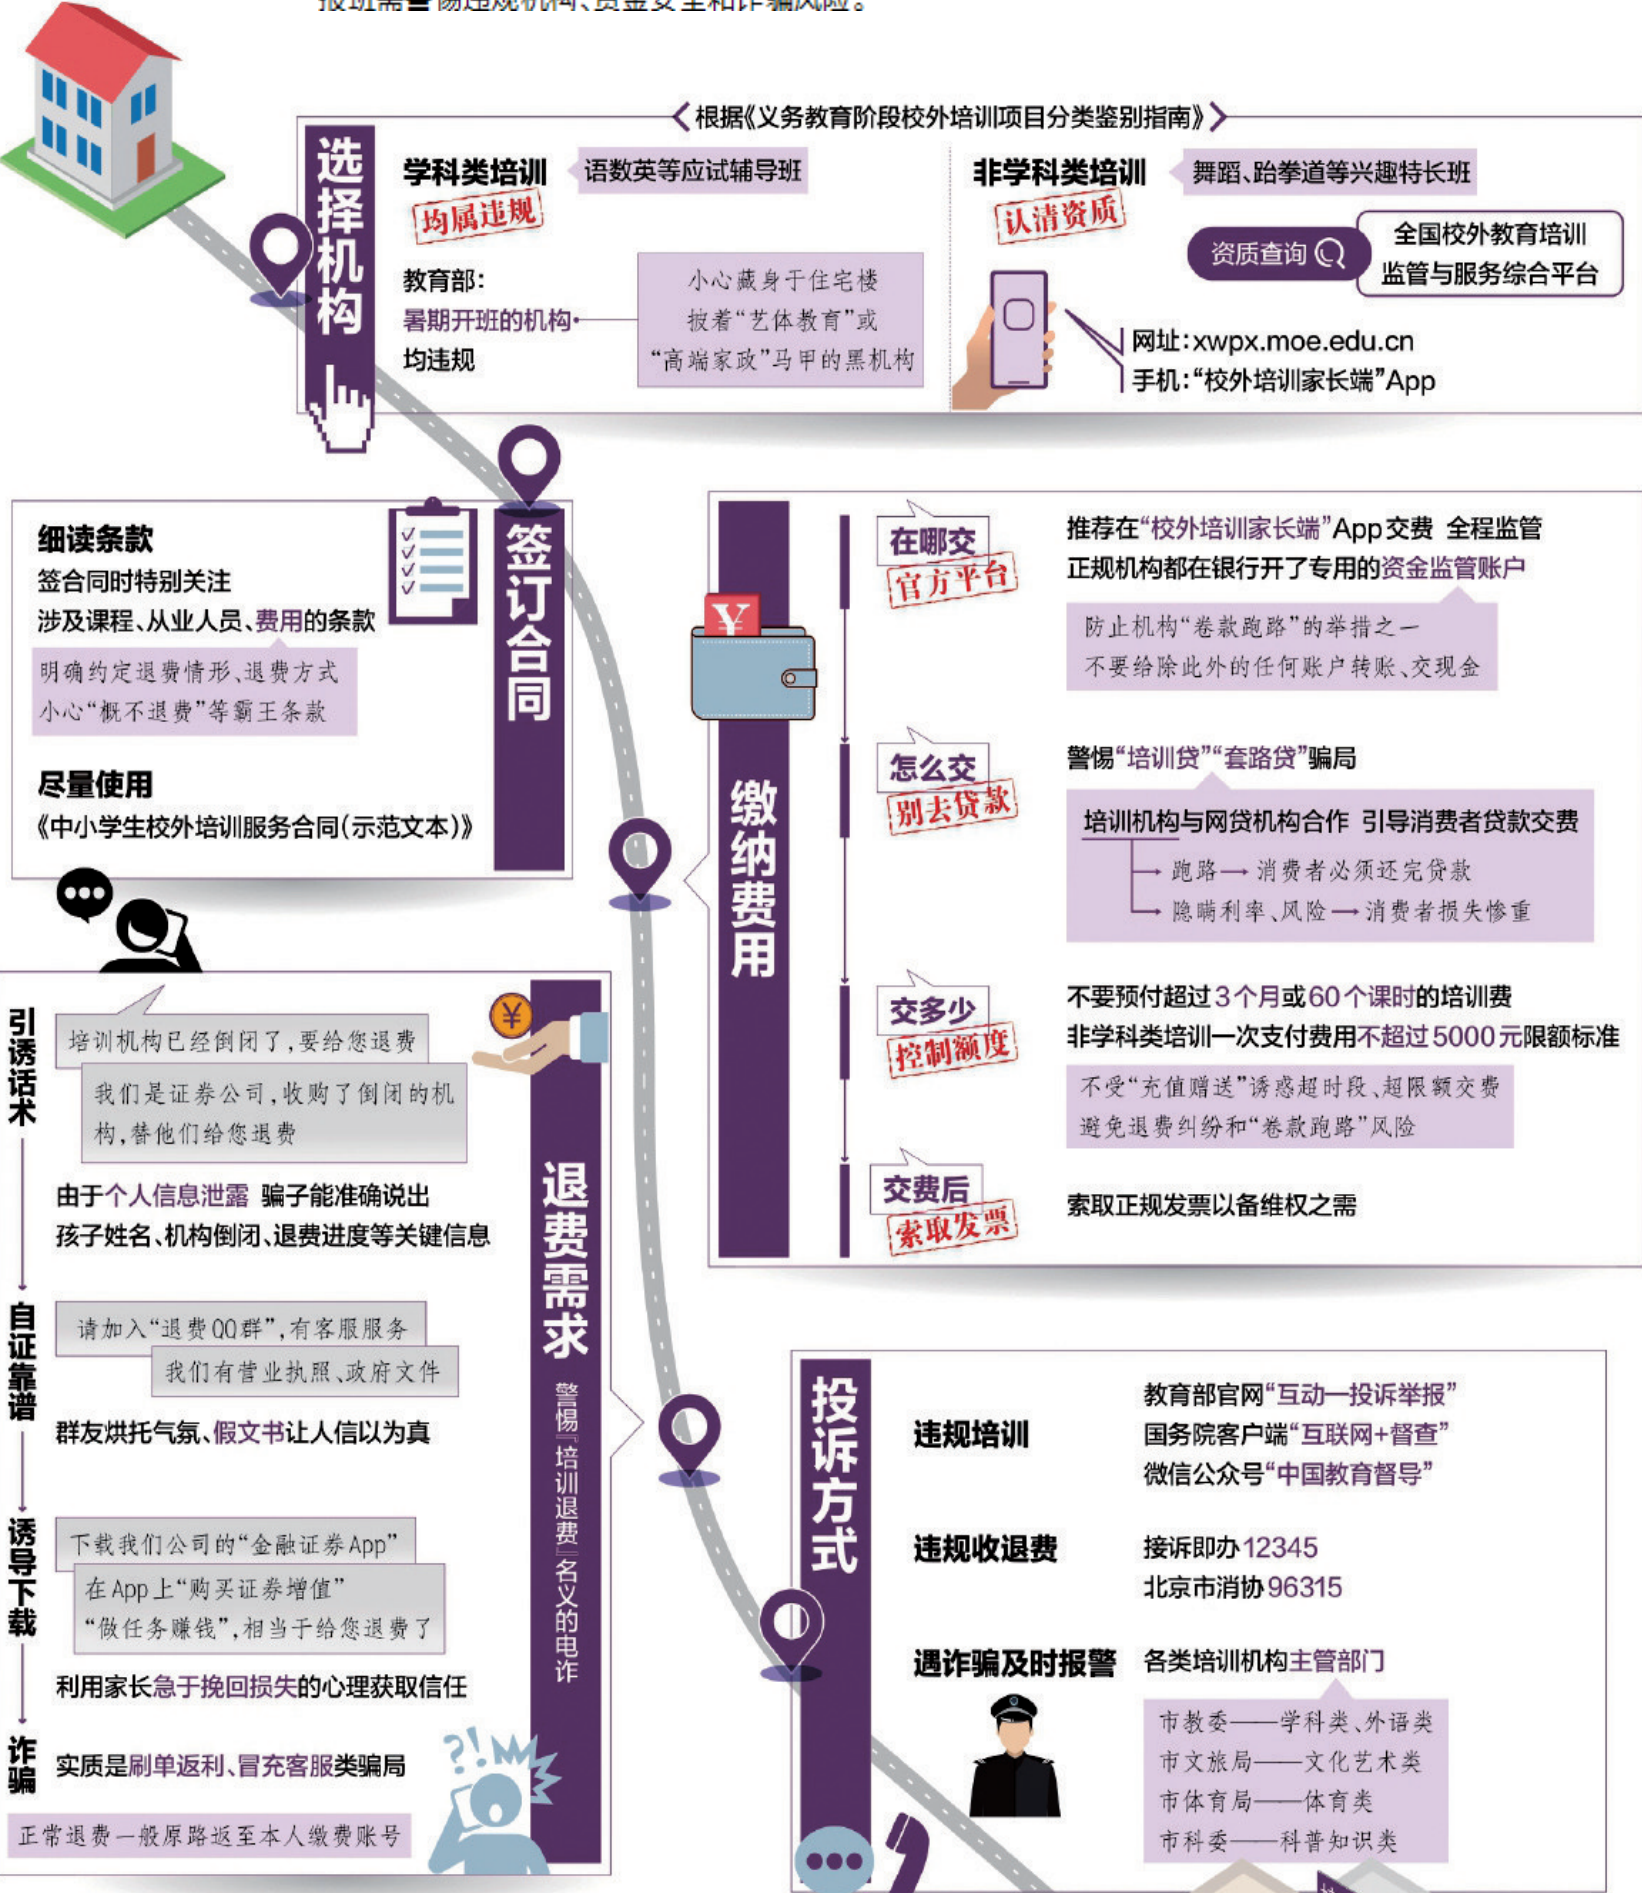 报班需警惕违规机构、资金安全和诈骗风险。
根据《义务教育阶段校外培训项目分类鉴别指南》
选择机构
学科类培训
语数英等应试辅导班
均属违规
教育部：
暑期开班的机构
均违规
小心藏身于住宅楼
披着“艺体教育”或
“高端家政”马甲的黑机构
非学科类培训
舞蹈、跆拳道等兴趣特长班
认清资质
资质查询
全国校外教育培训
监管与服务综合平台
网址：xwpx.moe.edu.cn
手机：“校外培训家长端”App
签订合同
细读条款
签合同时特别关注
涉及课程、从业人员、费用的条款
明确约定退费情形、退费方式
小心“概不退费”等霸王条款
尽量使用
《中小学生校外培训服务合同（示范文本）》
缴纳费用
¥
在哪交
官方平台
推荐在“校外培训家长端”App交费 全程监管
正规机构都在银行开了专用的资金监管账户
防止机构“卷款跑路”的举措之一
不要给除此外的任何账户转账、交现金
怎么交
别去贷款
警惕“培训贷”“套路贷”骗局
培训机构与网贷机构合作 引导消费者贷款交费
跑路→消费者必须还完贷款
隐瞒利率、风险→消费者损失惨重
交多少
控制额度
不要预付超过3个月或60个课时的培训费
非学科类培训一次支付费用不超过5000元限额标准
不受“充值赠送”诱惑超时段、超限额交费
避免退费纠纷和“卷款跑路”风险
交费后
索取发票
索取正规发票以备维权之需
退费需求
警惕『培训退费』名义的电诈
¥
引诱话术
培训机构已经倒闭了，要给您退费
我们是证券公司，收购了倒闭的机
构，替他们给您退费
由于个人信息泄露 骗子能准确说出
孩子姓名、机构倒闭、退费进度等关键信息
自证靠谱
请加入“退费QQ群”，有客服服务
我们有营业执照、政府文件
群友烘托气氛、假文书让人信以为真
诱导下载
下载我们公司的“金融证券App”
在App上“购买证券增值”
“做任务赚钱”，相当于给您退费了
利用家长急于挽回损失的心理获取信任
诈骗
实质是刷单返利、冒充客服类骗局
正常退费一般原路返至本人缴费账号
?!
投诉方式
违规培训
教育部官网“互动—投诉举报”
国务院客户端“互联网+督查”
微信公众号“中国教育督导”
违规收退费
接诉即办12345
北京市消协96315
遇诈骗及时报警
各类培训机构主管部门
市教委——学科类、外语类
市文旅局——文化艺术类
市体育局——体育类
市科委——科普知识类